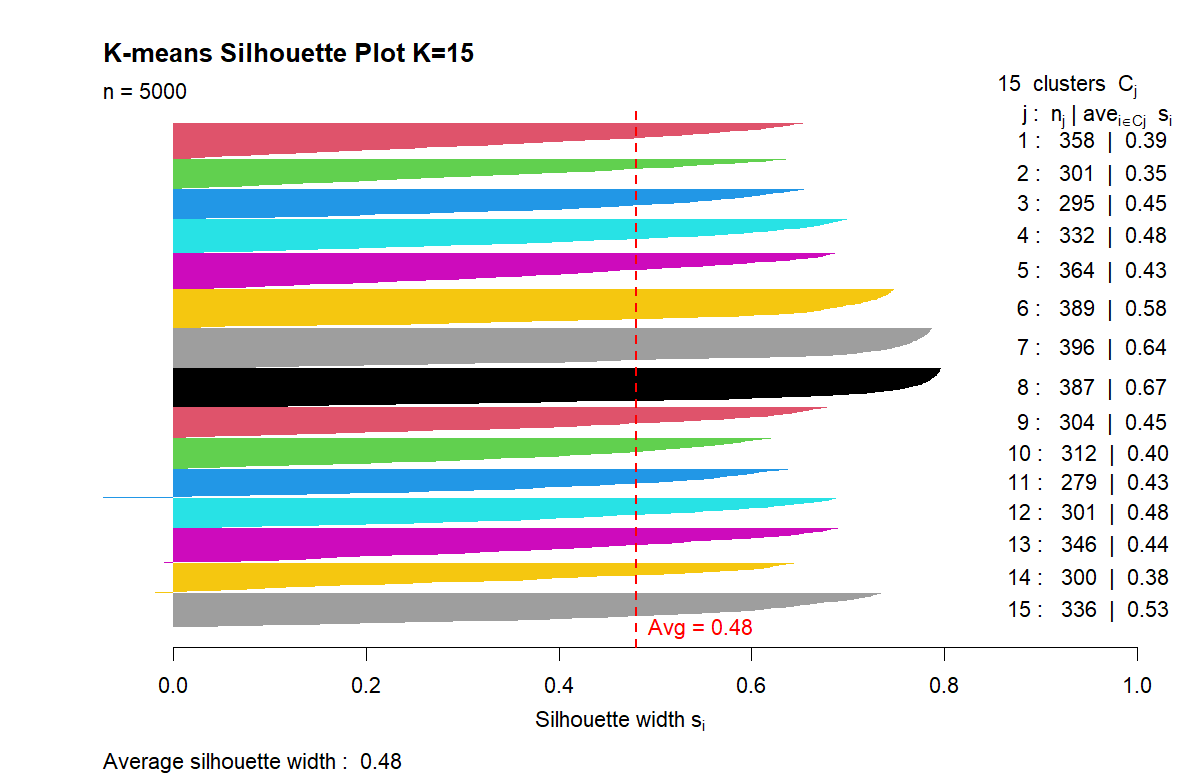 K-means Silhouette Plot K=15
n = 5000
15 clusters Cj
j : nj | avei∈Cj si
1 : 358 | 0.39
2 : 301 | 0.35
3 : 295 | 0.45
4 : 332 | 0.48
5 : 364 | 0.43
6 : 389 | 0.58
7 : 396 | 0.64
8 : 387 | 0.67
9 : 304 | 0.45
10 : 312 | 0.40
11 : 279 | 0.43
12 : 301 | 0.48
13 : 346 | 0.44
14 : 300 | 0.38
15 : 336 | 0.53
Avg = 0.48
0.0 0.2 0.4 0.6 0.8 1.0
Silhouette width si
Average silhouette width : 0.48